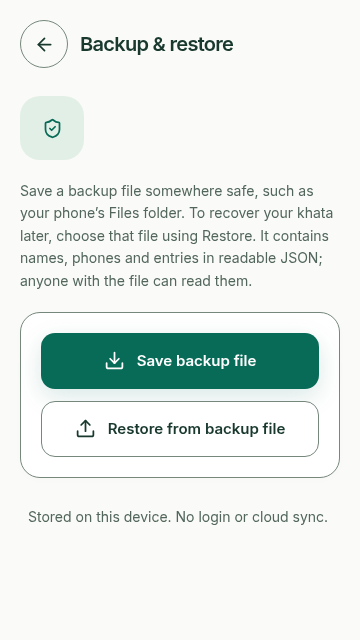 Backup & restore
Save a backup file somewhere safe, such as
your phone’s Files folder. To recover your khata
later, choose that file using Restore. It contains
names, phones and entries in readable JSON;
anyone with the file can read them.
Save backup file
Restore from backup file
Stored on this device. No login or cloud sync.